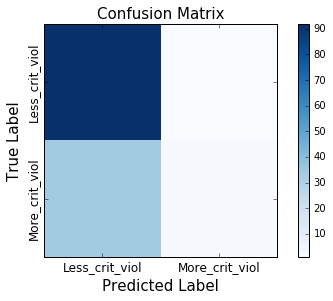 Confusion Matrix
True Label
Less_crit_viol
More_crit_viol
Less_crit_viol
More_crit_viol
Predicted Label
90
80
70
60
50
40
30
20
10